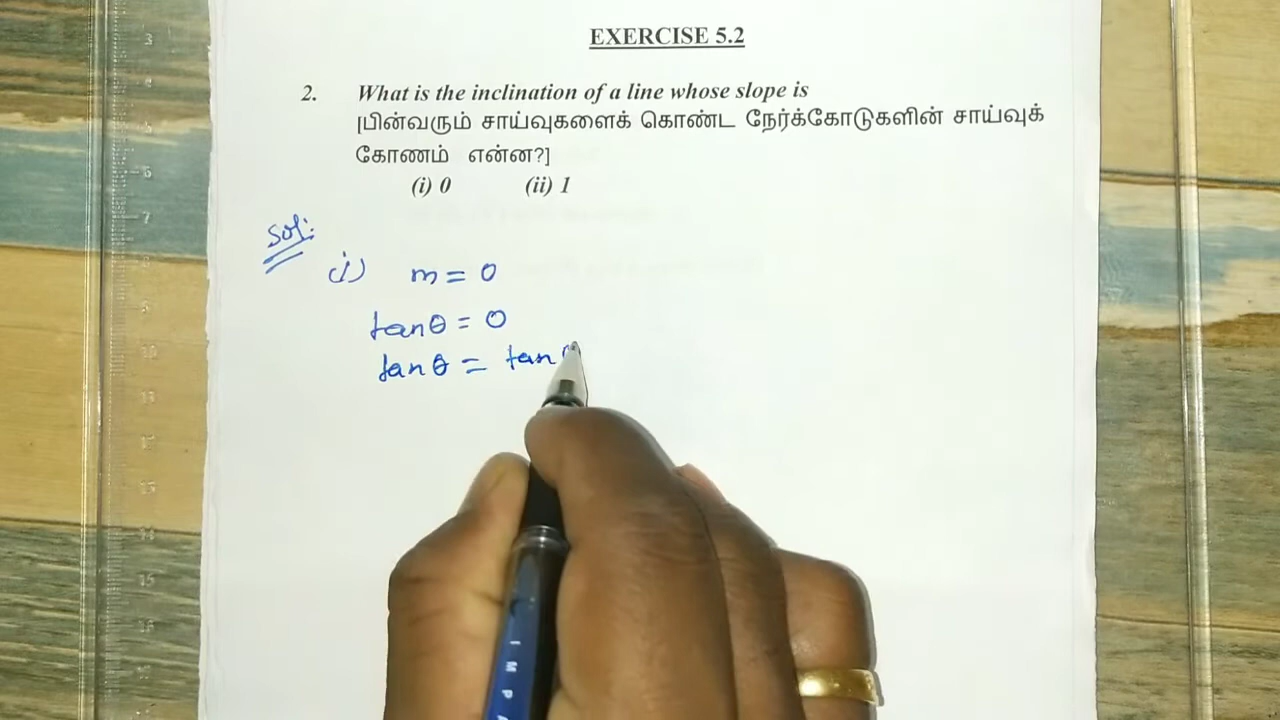 EXERCISE 5.2
2. What is the inclination of a line whose slope is
[பின்வரும் சாய்வுகளைக் கொண்ட நேர்க்கோடுகளின் சாய்வுக்
கோணம் என்ன?]
(i) 0 (ii) 1
Sol:
(i) m = 0
tanθ = 0
tanθ = tan
IMP